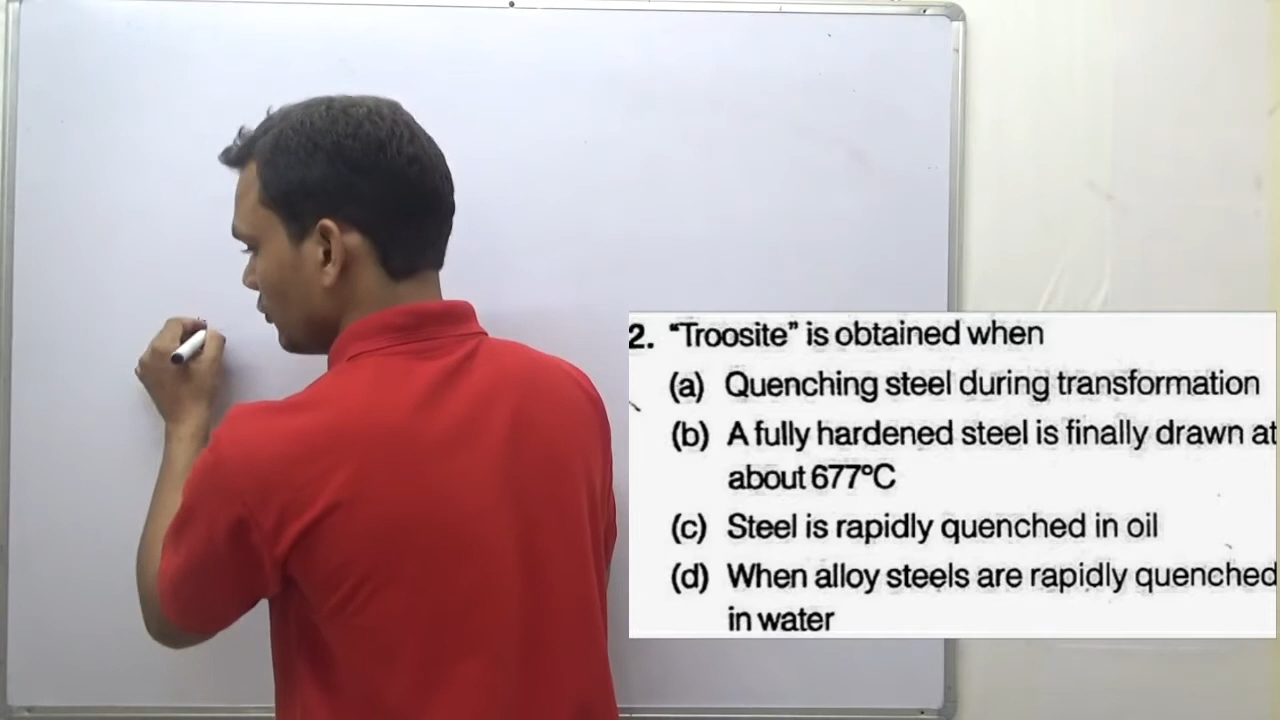 2. “Troosite” is obtained when
(a) Quenching steel during transformation
(b) A fully hardened steel is finally drawn at
about 677°C
(c) Steel is rapidly quenched in oil
(d) When alloy steels are rapidly quenched
in water